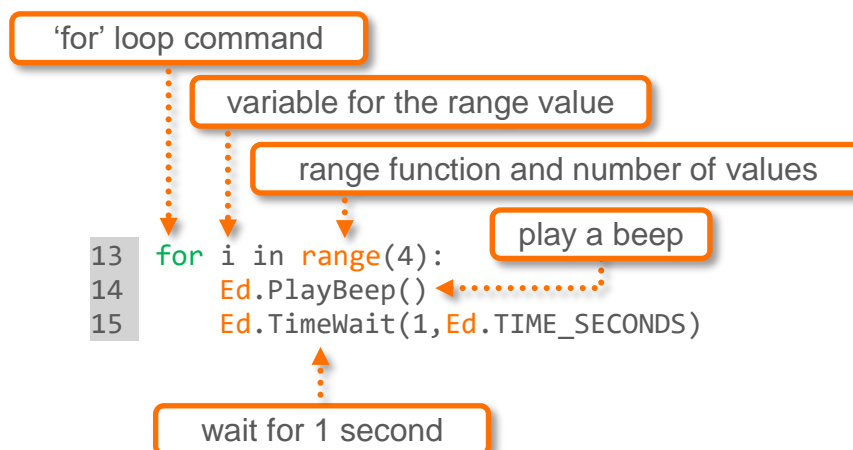 ‘for’ loop command
variable for the range value
range function and number of values
play a beep
13 for i in range(4):
14 Ed.PlayBeep()
15 Ed.TimeWait(1,Ed.TIME_SECONDS)
wait for 1 second